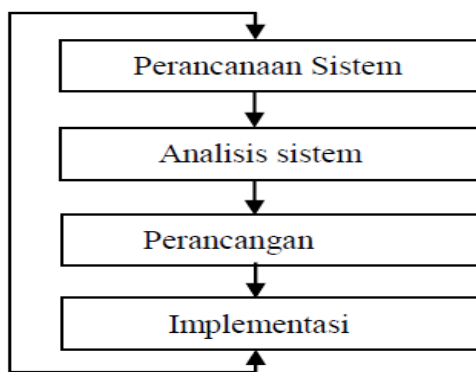 Perancanaan Sistem
Analisis sistem
Perancangan
Implementasi